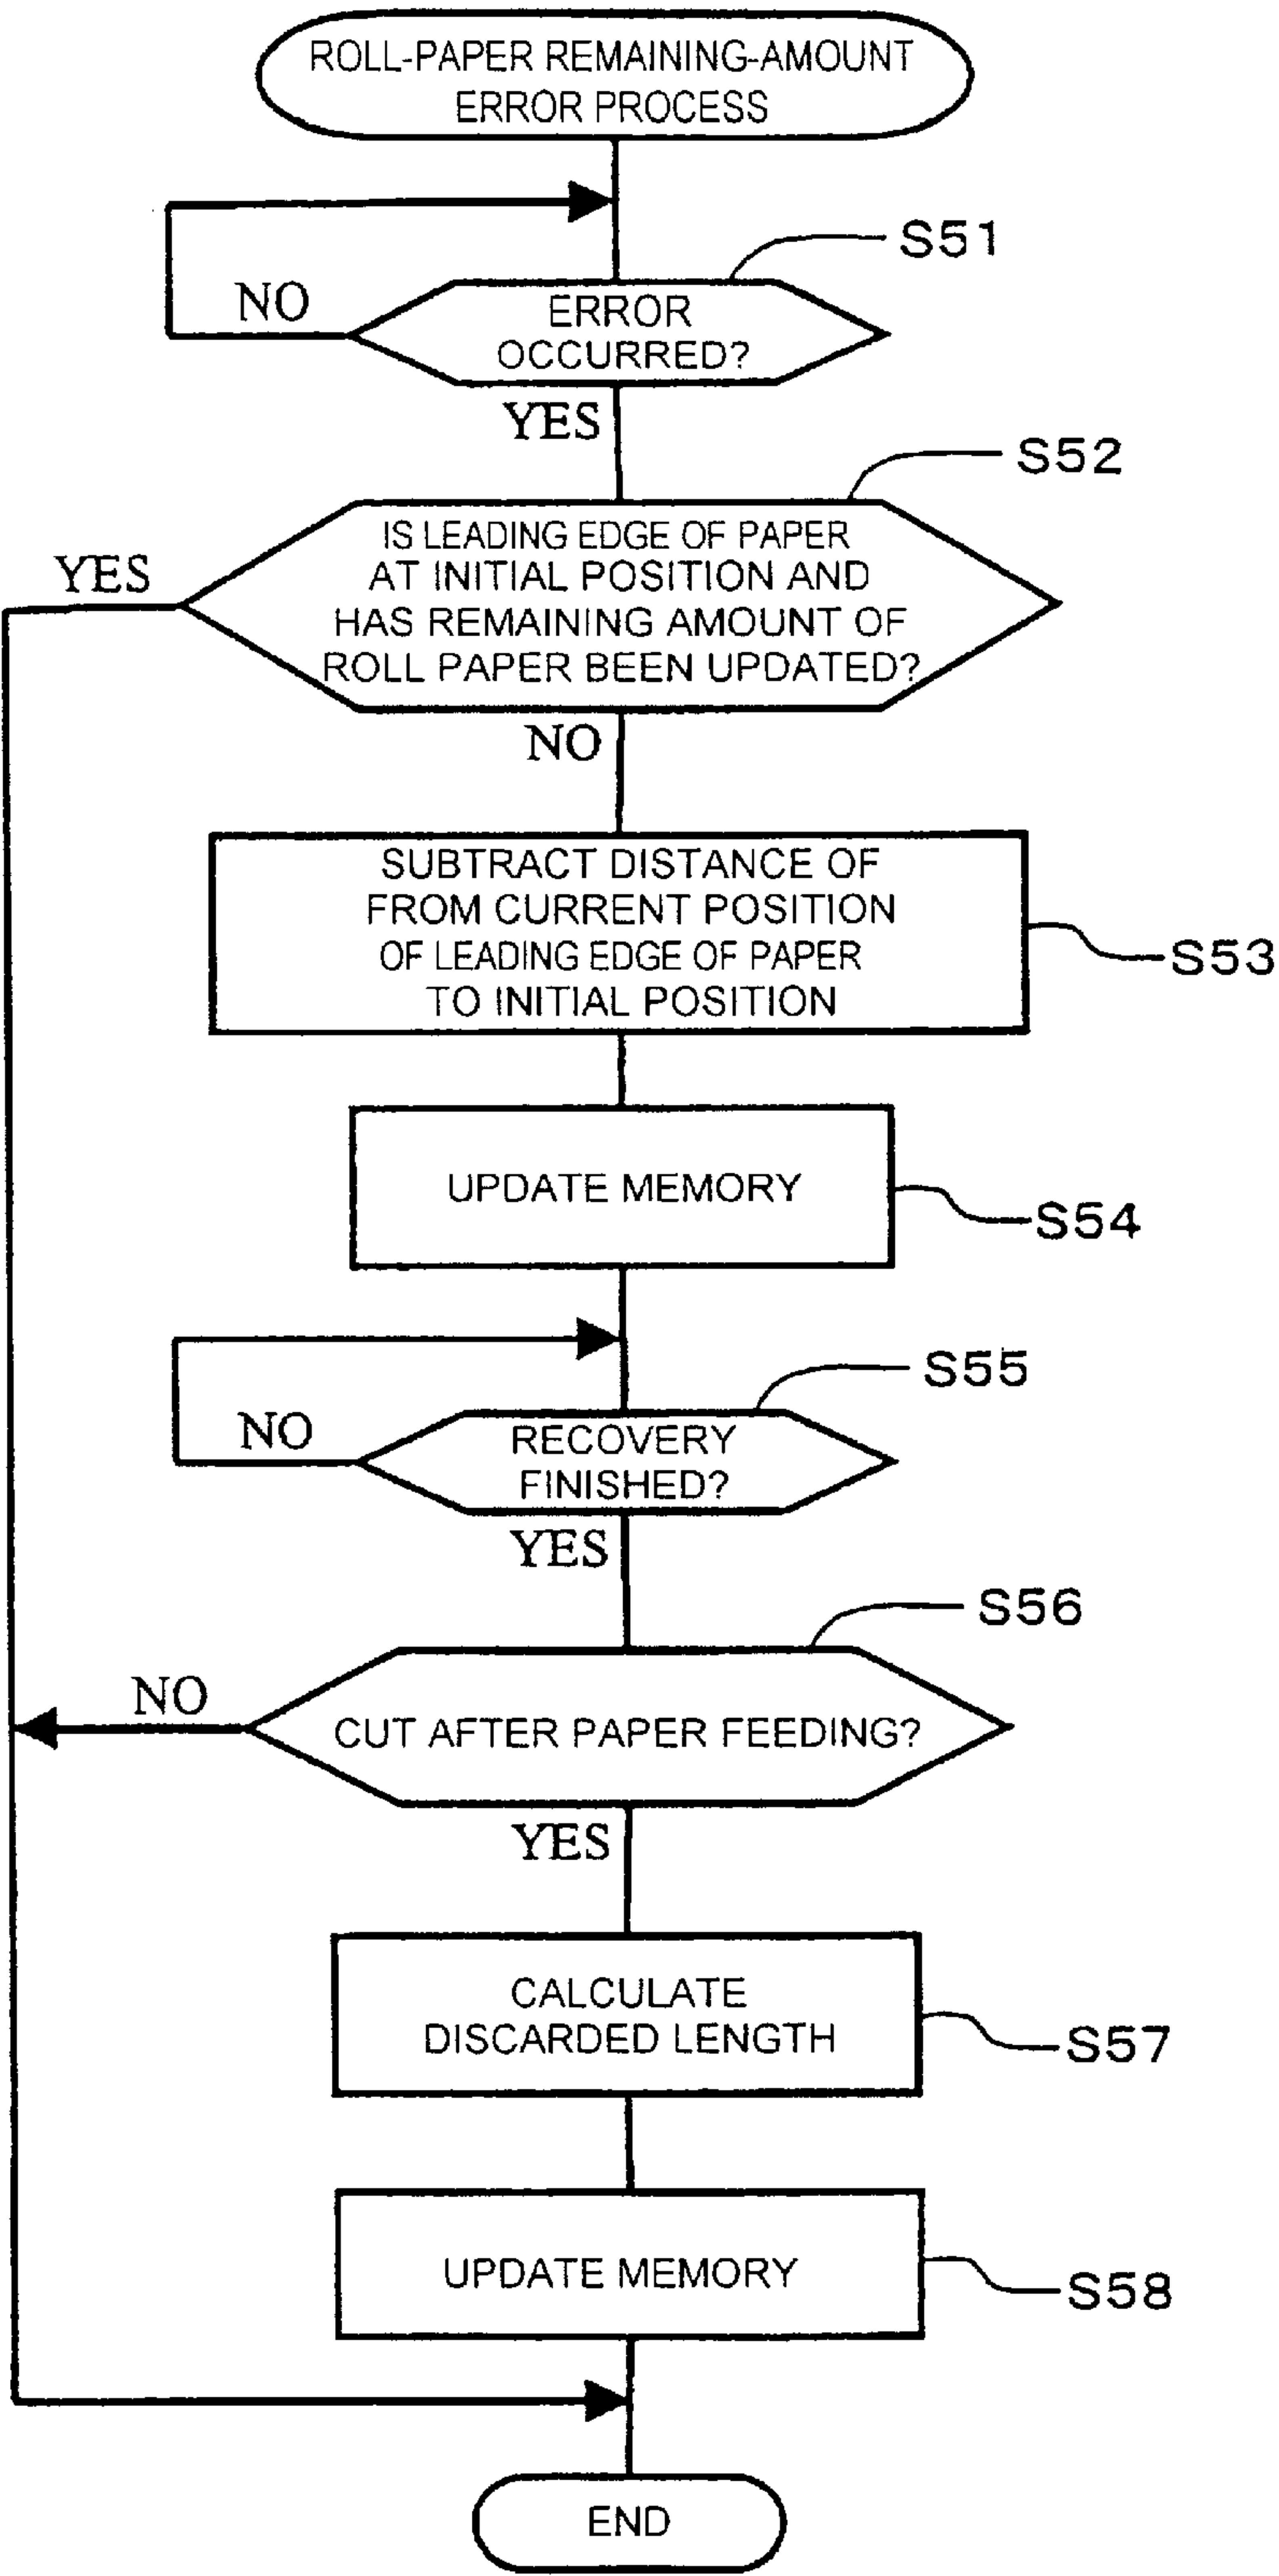 ROLL-PAPER REMAINING-AMOUNT
ERROR PROCESS
S51
NO
ERROR
OCCURRED?
YES
S52
YES
IS LEADING EDGE OF PAPER
AT INITIAL POSITION AND
HAS REMAINING AMOUNT OF
ROLL PAPER BEEN UPDATED?
NO
SUBTRACT DISTANCE OF
FROM CURRENT POSITION
OF LEADING EDGE OF PAPER
TO INITIAL POSITION
S53
UPDATE MEMORY
S54
S55
NO
RECOVERY
FINISHED?
YES
S56
NO
CUT AFTER PAPER FEEDING?
YES
CALCULATE
DISCARDED LENGTH
S57
UPDATE MEMORY
S58
END